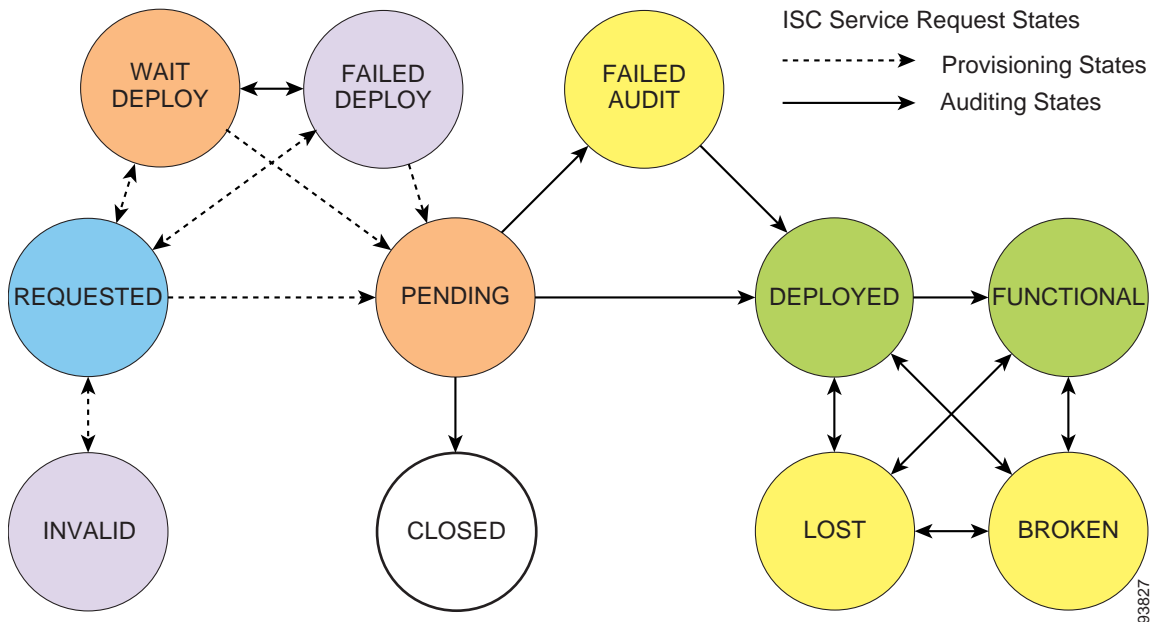 ISC Service Request States
Provisioning States
Auditing States
WAIT
DEPLOY
FAILED
DEPLOY
FAILED
AUDIT
REQUESTED
PENDING
DEPLOYED
FUNCTIONAL
INVALID
CLOSED
LOST
BROKEN
93827